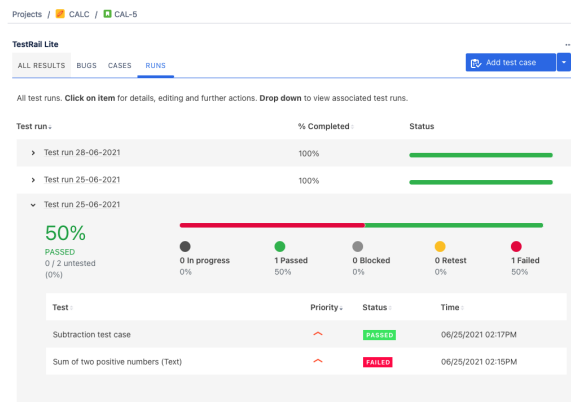 Projects / CALC / CAL-5
TestRail Lite
ALL RESULTS BUGS CASES RUNS
Add test case
All test runs. Click on item for details, editing and further actions. Drop down to view associated test runs.
Test run % Completed Status
Test run 28-06-2021 100%
Test run 25-06-2021 100%
Test run 25-06-2021
50%
PASSED
0 / 2 untested
(0%)
0 In progress 1 Passed 0 Blocked 0 Retest 1 Failed
0% 50% 0% 0% 50%
Test Priority Status Time
Subtraction test case PASSED 06/25/2021 02:17PM
Sum of two positive numbers (Text) FAILED 06/25/2021 02:15PM